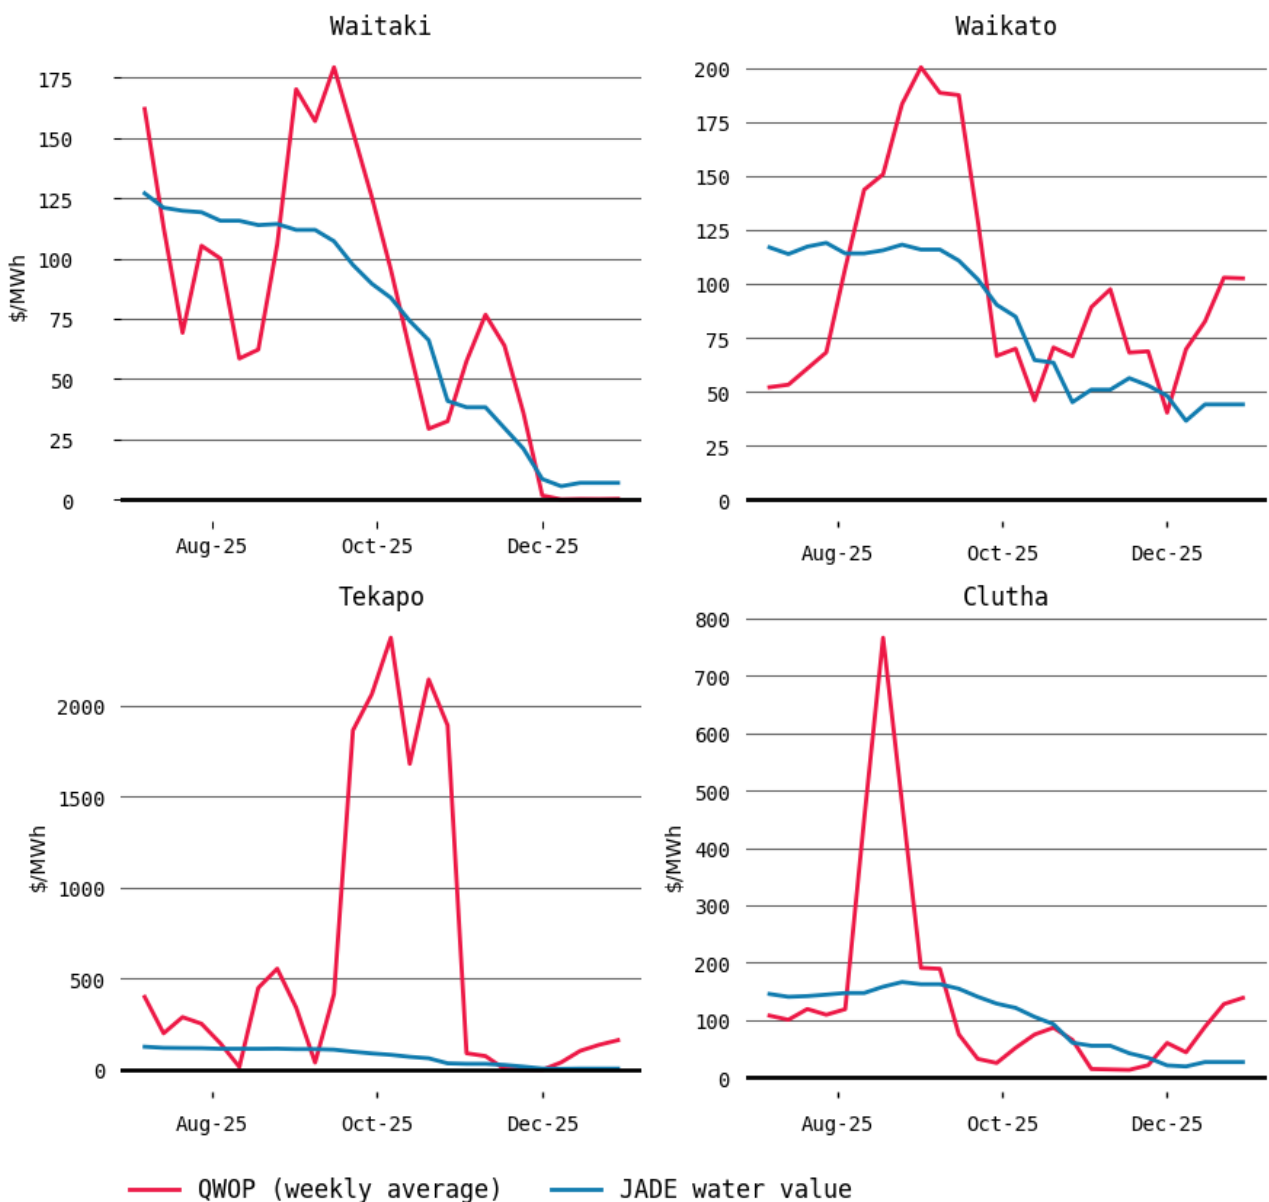 Waitaki
175
150
125
100
75
50
25
0
$/MWh
Aug-25 Oct-25 Dec-25
Waikato
200
175
150
125
100
75
50
25
0
Aug-25 Oct-25 Dec-25
Tekapo
2000
1500
1000
500
0
$/MWh
Aug-25 Oct-25 Dec-25
Clutha
800
700
600
500
400
300
200
100
0
$/MWh
Aug-25 Oct-25 Dec-25
QWOP (weekly average) JADE water value